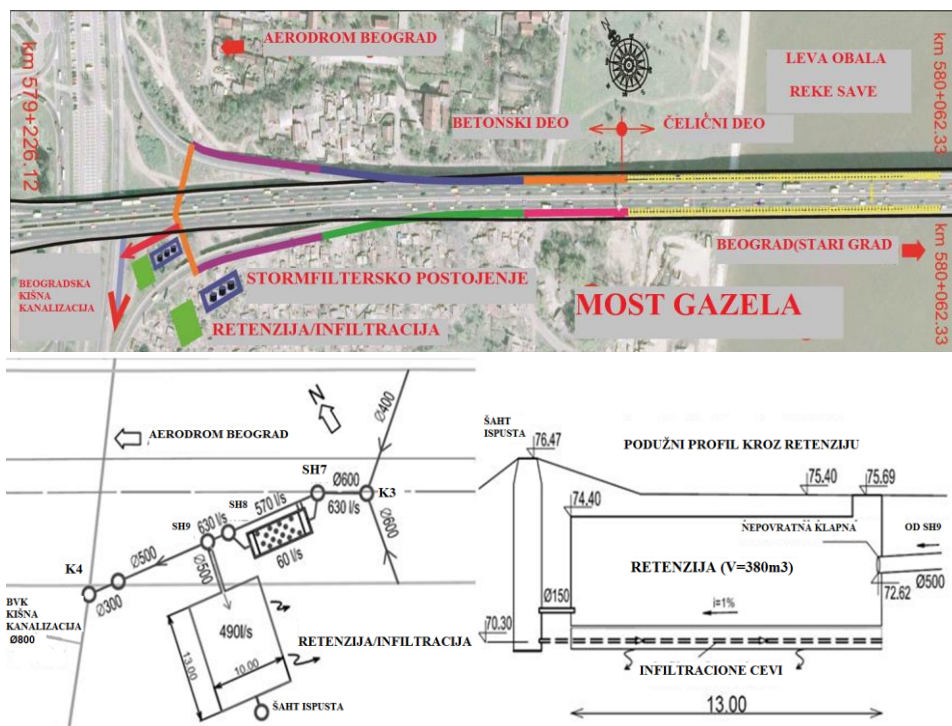 km 579+226.12
AERODROM BEOGRAD
N
LEVA OBALA
REKE SAVE
BETONSKI DEO
ČELIČNI DEO
BEOGRADSKA
KIŠNA
KANALIZACIJA
STORMFILTERSKO POSTOJENJE
RETENZIJA/INFILTRACIJA
MOST GAZELA
BEOGRAD(STARI GRAD
km 580+062.33
km 580+062.33
AERODROM BEOGRAD
N
Ø400
SH7
Ø600
630 l/s
K3
Ø600
SH8
570 l/s
60 l/s
SH9
630 l/s
Ø500
Ø500
K4
Ø300
BVK
KIŠNA
KANALIZACIJA
Ø800
490l/s
13.00
10.00
RETENZIJA/INFILTRACIJA
ŠAHT ISPUSTA
ŠAHT
ISPUSTA
76.47
PODUŽNI PROFIL KROZ RETENZIJU
75.40
75.69
74.40
NEPOVRATNA KLAPNA
OD SH9
RETENZIJA (V=380m3)
Ø500
72.62
Ø150
i=1%
70.30
INFILTRACIONE CEVI
13.00